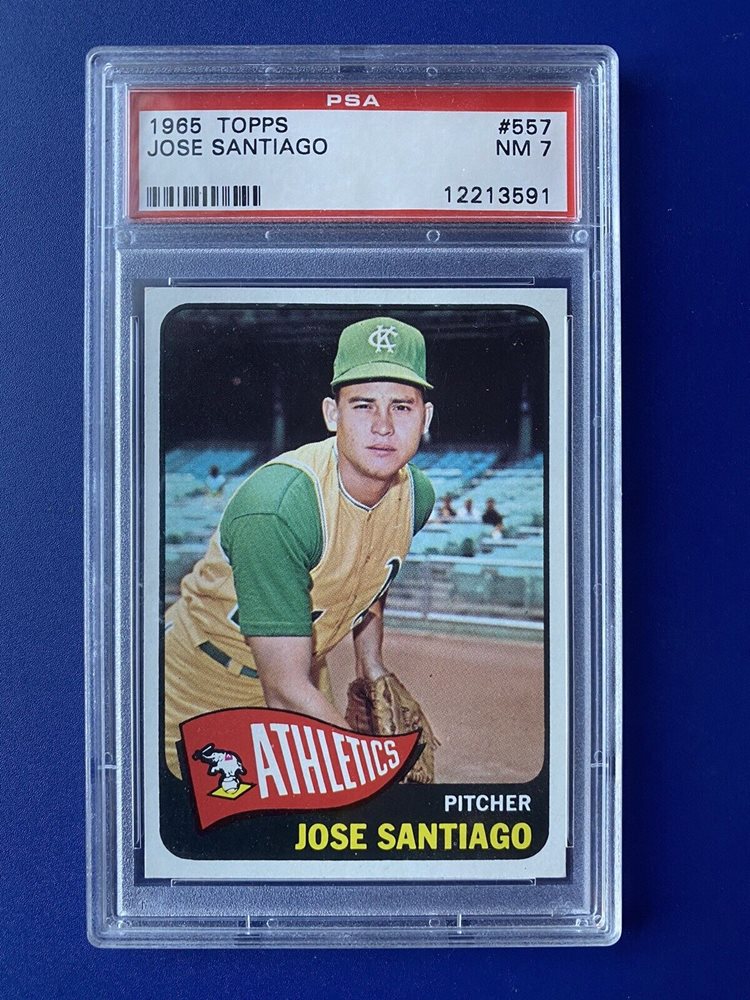 PSA
1965 TOPPS #557
JOSE SANTIAGO NM 7
12213591
KC
ATHLETICS
PITCHER
JOSE SANTIAGO